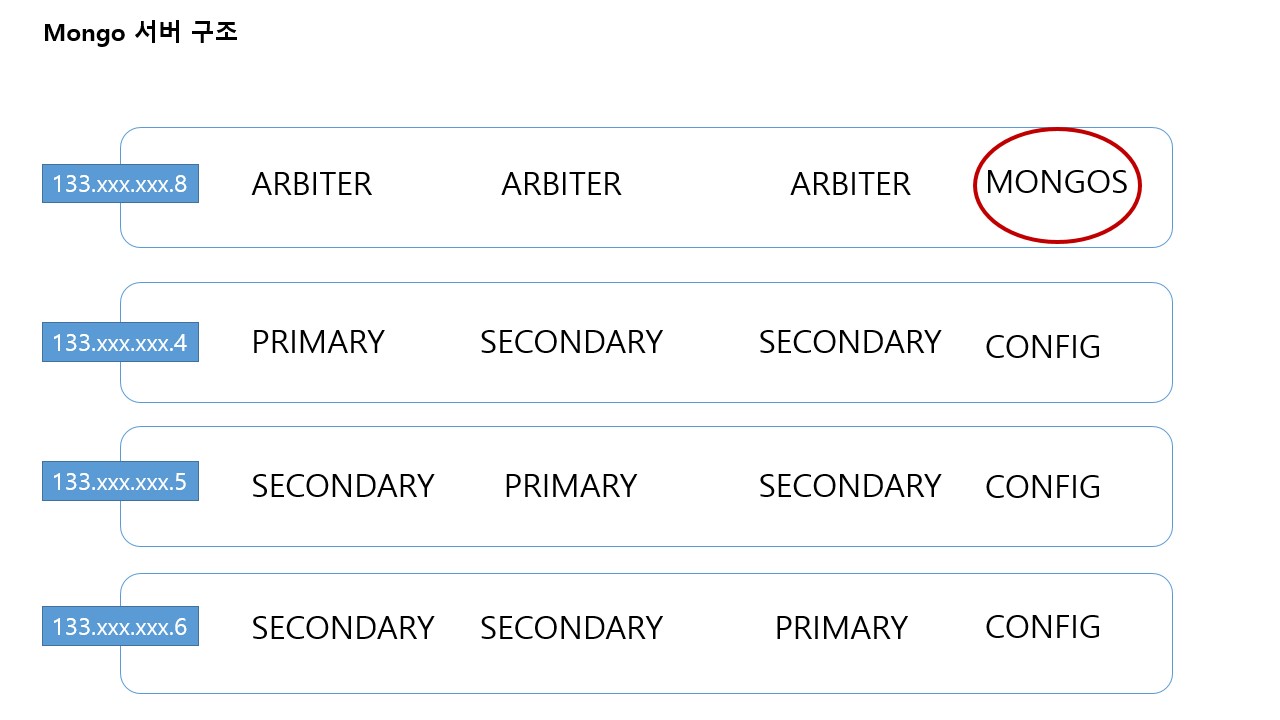 Mongo 서버 구조
133.xxx.xxx.8 ARBITER ARBITER ARBITER MONGOS
133.xxx.xxx.4 PRIMARY SECONDARY SECONDARY CONFIG
133.xxx.xxx.5 SECONDARY PRIMARY SECONDARY CONFIG
133.xxx.xxx.6 SECONDARY SECONDARY PRIMARY CONFIG